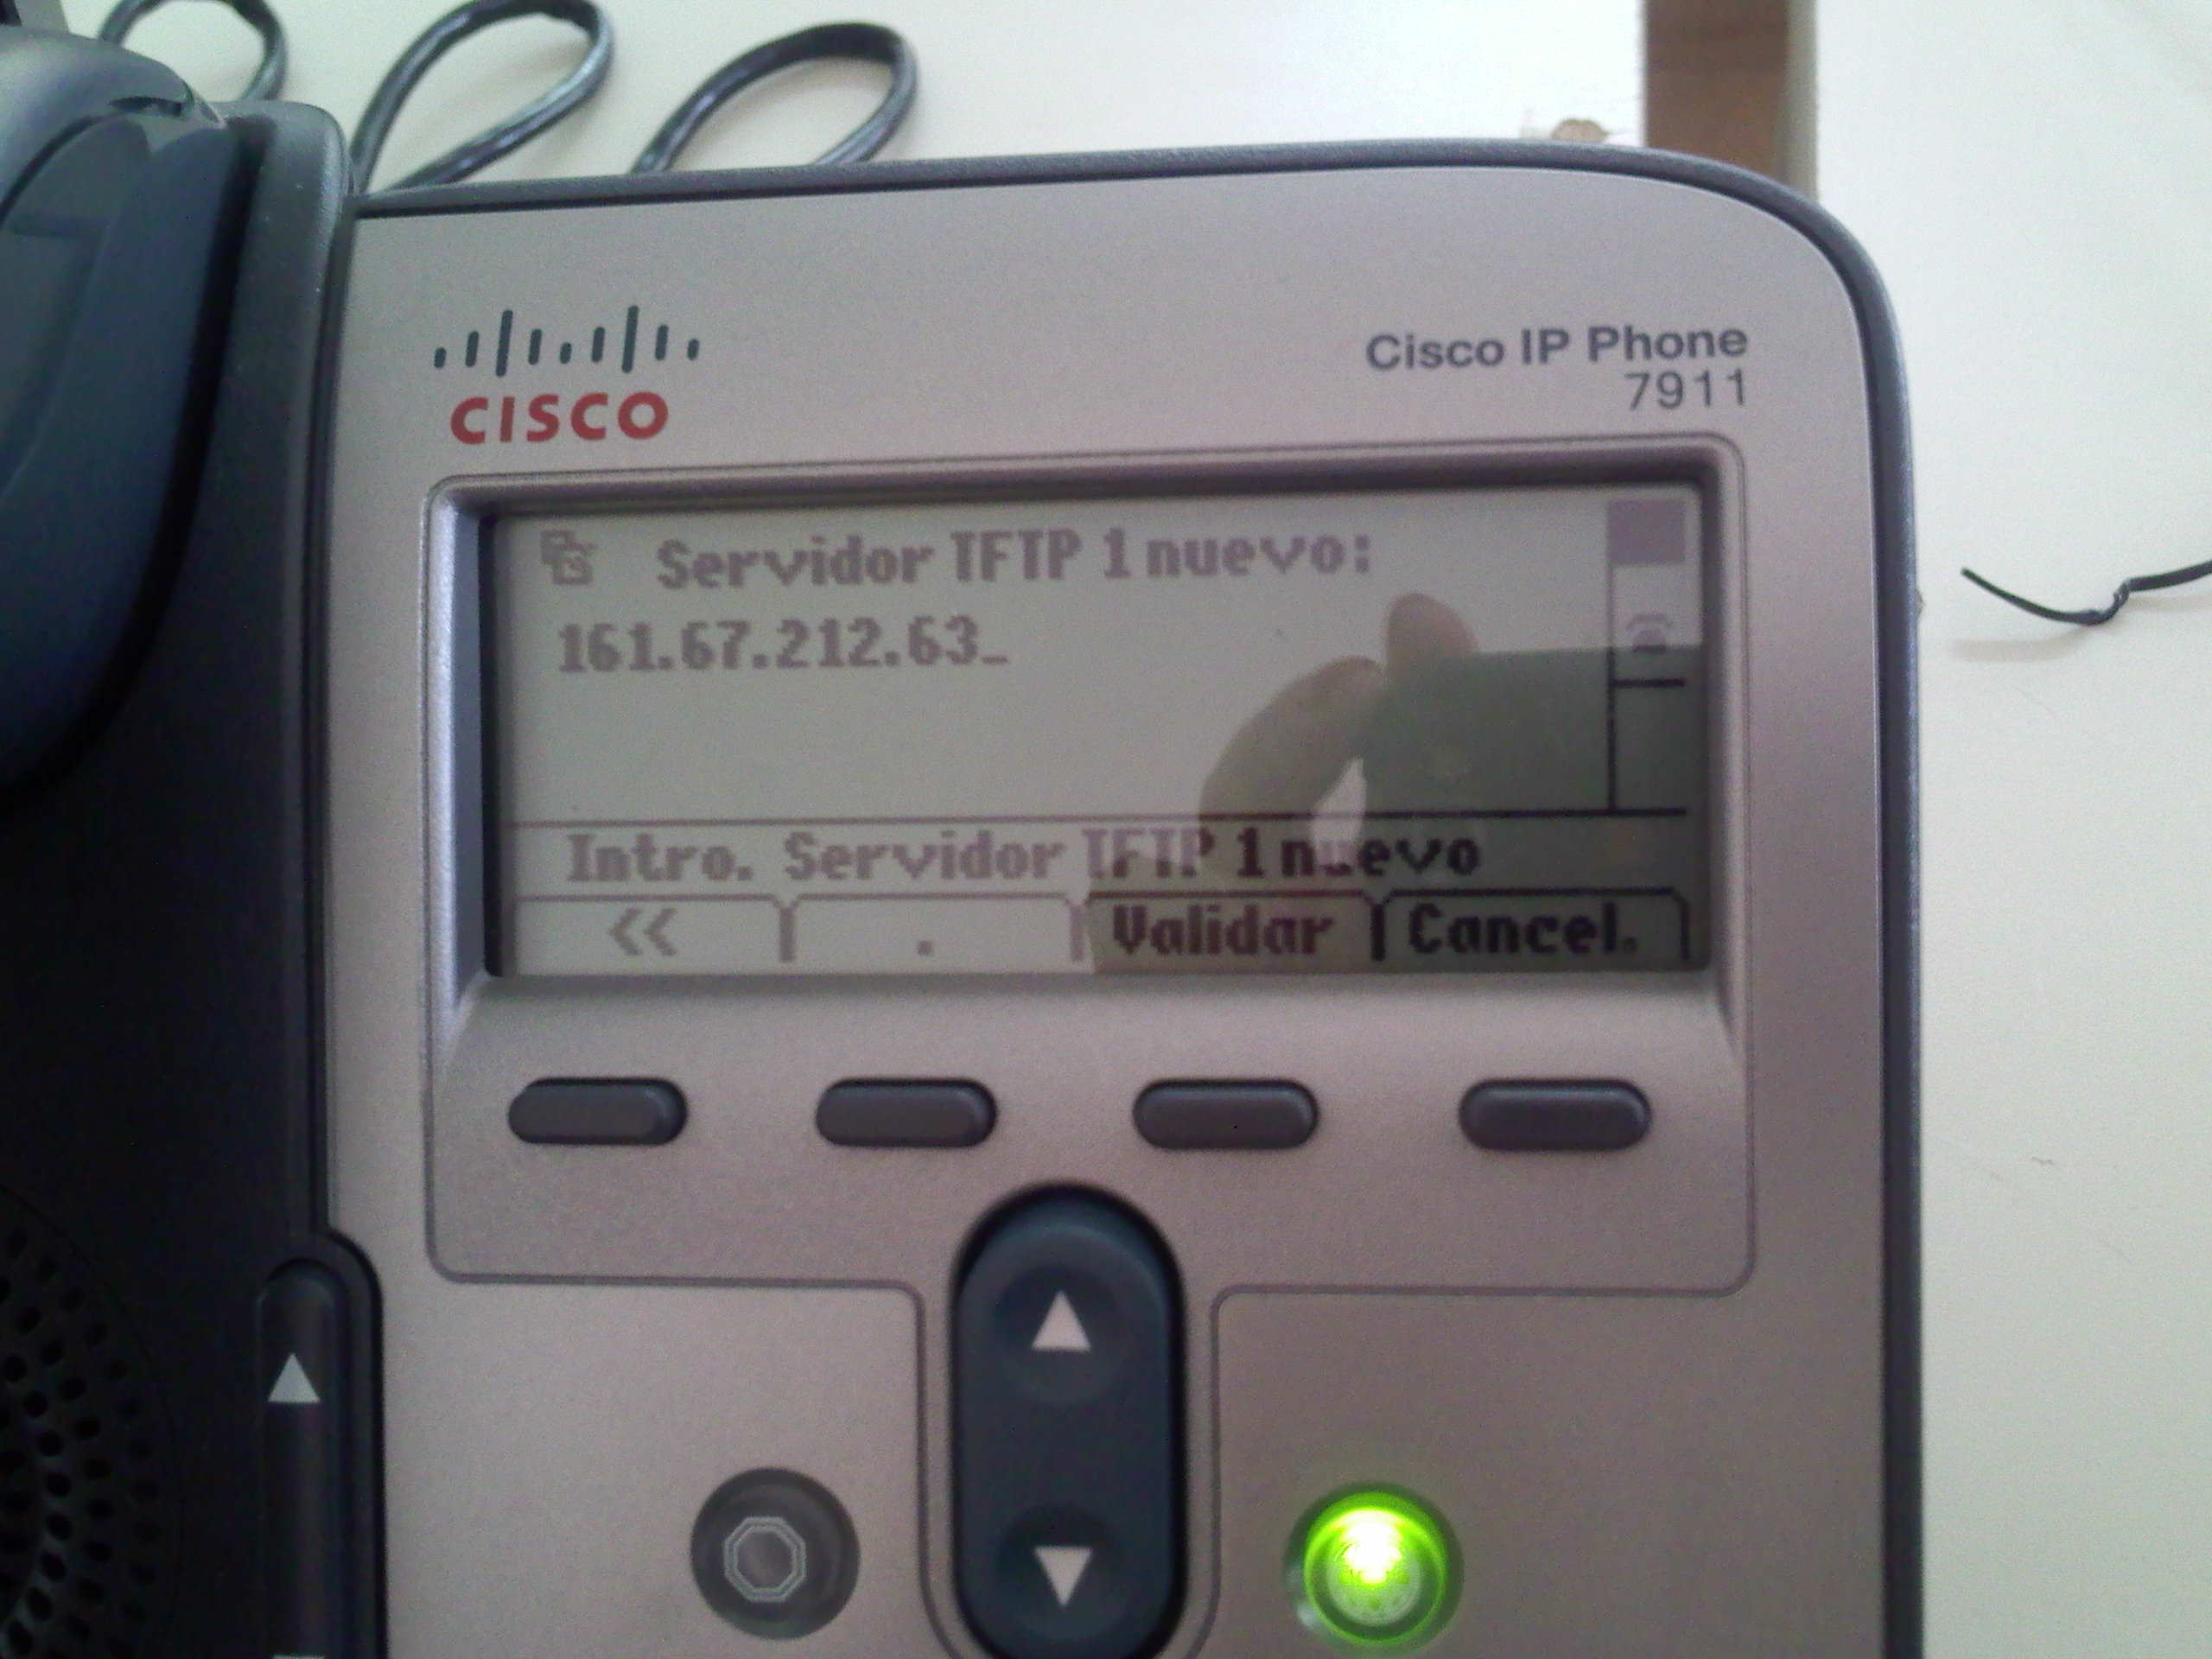 CISCO
Cisco IP Phone
7911
Servidor TFTP 1 nuevo:
161.67.212.63_
Intro. Servidor TFTP 1 nuevo
<< . Validar Cancel.